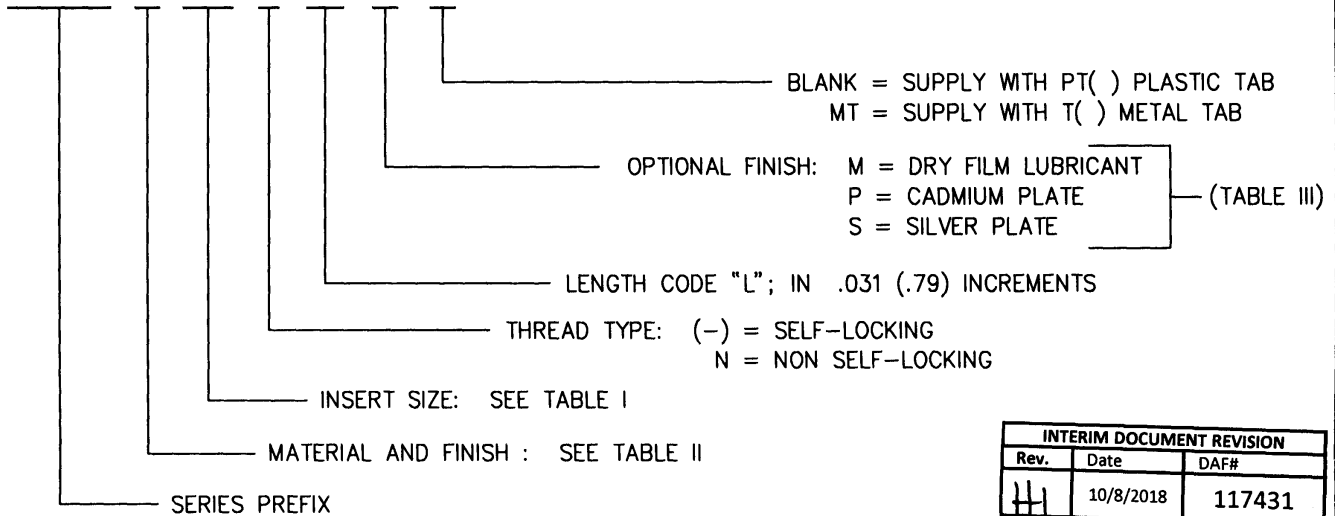 BLANK = SUPPLY WITH PT( ) PLASTIC TAB
MT = SUPPLY WITH T( ) METAL TAB
OPTIONAL FINISH: M = DRY FILM LUBRICANT
P = CADMIUM PLATE
(TABLE III)
S = SILVER PLATE
LENGTH CODE "L"; IN .031 (.79) INCREMENTS
THREAD TYPE: (-) = SELF-LOCKING
N = NON SELF-LOCKING
INSERT SIZE: SEE TABLE I
MATERIAL AND FINISH : SEE TABLE II
SERIES PREFIX
INTERIM DOCUMENT REVISION
Rev. Date DAF#
10/8/2018 117431